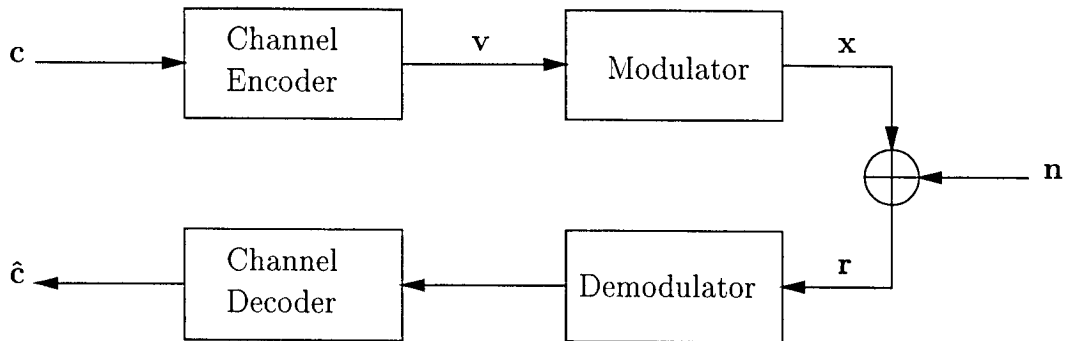 c
Channel
Encoder
v
Modulator
x
n
ĉ
Channel
Decoder
Demodulator
r